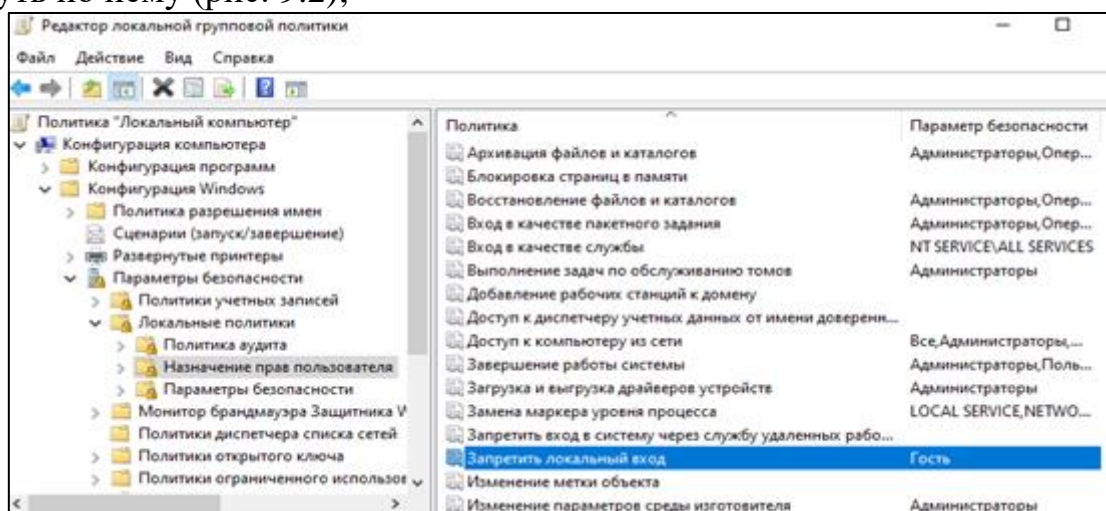 по нему (рис. 9.2);
Редактор локальной групповой политики
Файл Действие Вид Справка
Политика "Локальный компьютер"
Конфигурация компьютера
Конфигурация программ
Конфигурация Windows
Политика разрешения имен
Сценарии (запуск/завершение)
Развернутые принтеры
Параметры безопасности
Политики учетных записей
Локальные политики
Политика аудита
Назначение прав пользователя
Параметры безопасности
Монитор брандмауэра Защитника W
Политики диспетчера списка сетей
Политики открытого ключа
Политики ограниченного использов
Политика Параметр безопасности
Архивация файлов и каталогов Администраторы,Опер...
Блокировка страниц в памяти
Восстановление файлов и каталогов Администраторы,Опер...
Вход в качестве пакетного задания Администраторы,Опер...
Вход в качестве службы NT SERVICE\ALL SERVICES
Выполнение задач по обслуживанию томов Администраторы
Добавление рабочих станций к домену
Доступ к диспетчеру учетных данных от имени доверенн...
Доступ к компьютеру из сети Все,Администраторы,...
Завершение работы системы Администраторы,Поль...
Загрузка и выгрузка драйверов устройств Администраторы
Замена маркера уровня процесса LOCAL SERVICE,NETWO...
Запретить вход в систему через службу удаленных рабо...
Запретить локальный вход Гость
Изменение метки объекта
Изменение параметров среды изготовителя Администраторы